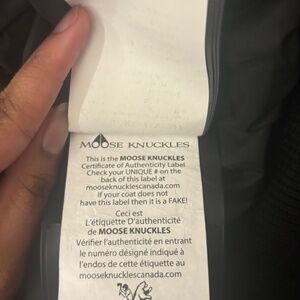 MOOSE KNUCKLES
This is the MOOSE KNUCKLES
Certificate of Authenticity Label
Check your UNIQUE # on the
back of this label at
mooseknucklescanada.com
If your coat does not
have this label then it is a FAKE!
Ceci est
L'étiquette D'authenticité
de MOOSE KNUCKLES
Vérifier l'authenticité en entrant
le numéro désigné indiqué à
l'endos de cette étiquette au
mooseknucklescanada.com